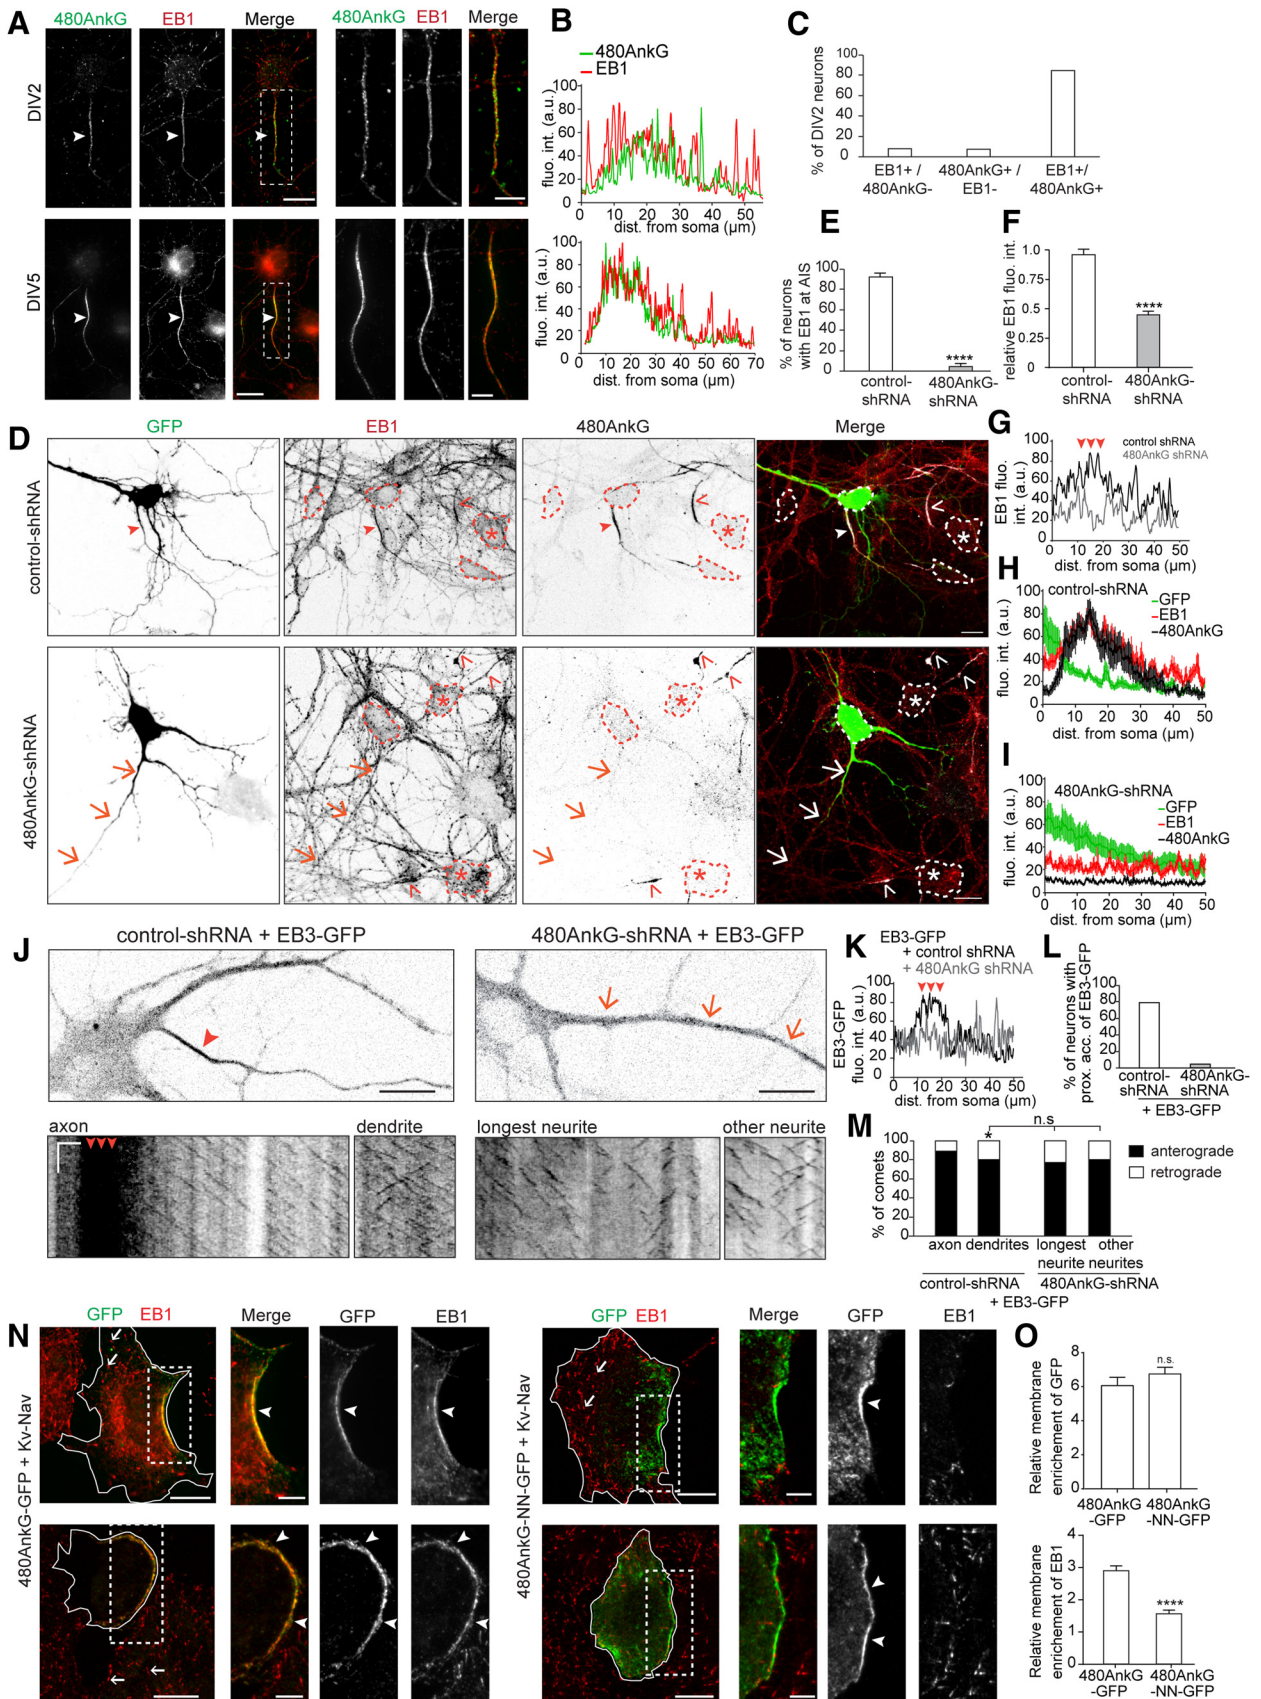 A
480AnkG
EB1
Merge
480AnkG
EB1
Merge
DIV2
DIV5
B
480AnkG
EB1
fluo. int. (a.u.)
100
80
60
40
20
0
0 10 20 30 40 50
dist. from soma (µm)
fluo. int. (a.u.)
100
80
60
40
20
0
0 10 20 30 40 50 60 70
dist. from soma (µm)
C
% of DIV2 neurons
100
80
60
40
20
0
EB1+ / 480AnkG+ / EB1+/
480AnkG- EB1- 480AnkG+
E
% of neurons
with EB1 at AIS
100
80
60
40
20
0
****
control- 480AnkG-
shRNA shRNA
F
relative EB1 fluo. int.
1.0
0.75
0.5
0.25
0
****
control- 480AnkG-
shRNA shRNA
D
GFP
EB1
480AnkG
Merge
control-shRNA
*
*
480AnkG-shRNA
*
*
*
*
*
*
G
control shRNA
480AnkG shRNA
EB1 fluo.
int. (a.u.)
100
80
60
40
20
0
0 10 20 30 40 50
dist. from soma (µm)
H
control-shRNA
GFP
EB1
480AnkG
fluo. int. (a.u.)
100
80
60
40
20
0
0 10 20 30 40 50
dist. from soma (µm)
I
480AnkG-shRNA
GFP
EB1
480AnkG
fluo. int. (a.u.)
100
80
60
40
20
0
0 10 20 30 40 50
dist. from soma (µm)
J
control-shRNA + EB3-GFP
480AnkG-shRNA + EB3-GFP
axon
dendrite
longest neurite
other neurite
K
EB3-GFP
+ control shRNA
+ 480AnkG shRNA
EB3-GFP
fluo. int. (a.u.)
100
80
60
40
20
0
0 10 20 30 40 50
dist. from soma (µm)
L
% of neurons with
prox. acc. of EB3-GFP
100
80
60
40
20
0
control- 480AnkG-
shRNA shRNA
+ EB3-GFP
M
n.s
*
% of comets
100
80
60
40
20
0
anterograde
retrograde
axon dendrites longest other
neurite neurites
control-shRNA 480AnkG-shRNA
+ EB3-GFP
N
GFP EB1
Merge
GFP
EB1
GFP EB1
Merge
GFP
EB1
480AnkG-GFP + Kv-Nav
480AnkG-NN-GFP + Kv-Nav
O
Relative membrane
enrichement of GFP
8
6
4
2
0
n.s.
480AnkG 480AnkG
-GFP -NN-GFP
Relative membrane
enrichement of EB1
4
3
2
1
0
****
480AnkG 480AnkG
-GFP -NN-GFP